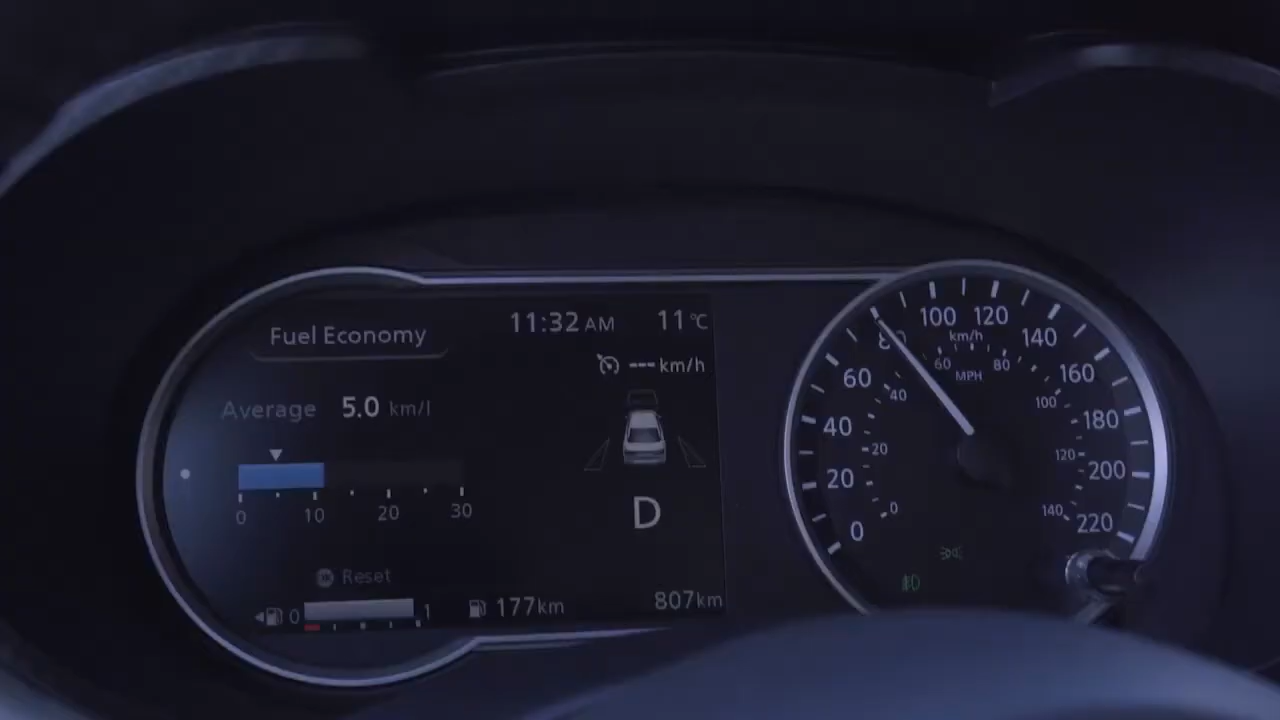 Fuel Economy
11:32 AM 11°C
--- km/h
Average 5.0 km/l
0 10 20 30
D
OK Reset
0 1 177km 807km
0 20 40 60 80 100 120 140 160 180 200 220
km/h
0 20 40 60 80 100 120 140
MPH